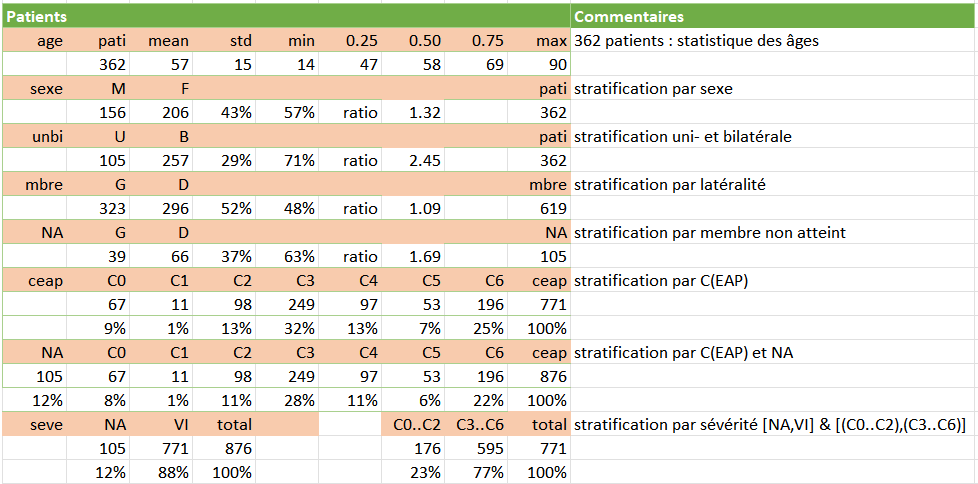 Patients Commentaires
age pati mean std min 0.25 0.50 0.75 max 362 patients : statistique des âges
362 57 15 14 47 58 69 90
sexe M F pati stratification par sexe
156 206 43% 57% ratio 1.32 362
unbi U B pati stratification uni- et bilatérale
105 257 29% 71% ratio 2.45 362
mbre G D mbre stratification par latéralité
323 296 52% 48% ratio 1.09 619
NA G D NA stratification par membre non atteint
39 66 37% 63% ratio 1.69 105
ceap C0 C1 C2 C3 C4 C5 C6 ceap stratification par C(EAP)
67 11 98 249 97 53 196 771
9% 1% 13% 32% 13% 7% 25% 100%
NA C0 C1 C2 C3 C4 C5 C6 ceap stratification par C(EAP) et NA
105 67 11 98 249 97 53 196 876
12% 8% 1% 11% 28% 11% 6% 22% 100%
seve NA VI total C0..C2 C3..C6 total stratification par sévérité [NA,VI] & [(C0..C2),(C3..C6)]
105 771 876 176 595 771
12% 88% 100% 23% 77% 100%